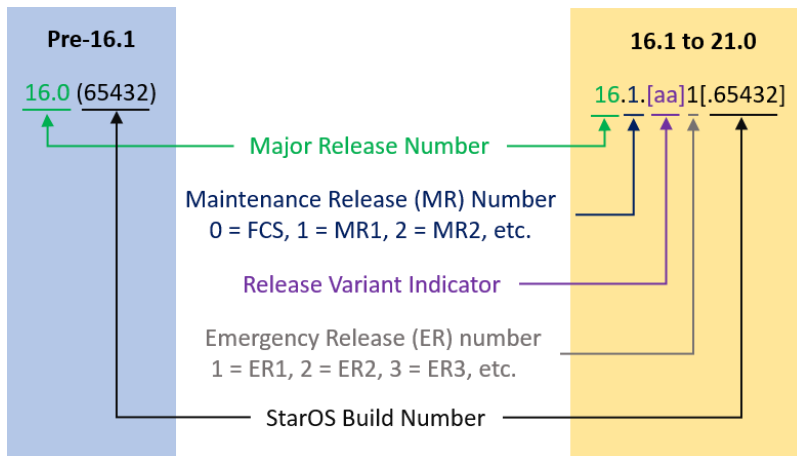 Pre-16.1
16.1 to 21.0
16.0 (65432)
16.1.[aa]1[.65432]
Major Release Number
Maintenance Release (MR) Number
0 = FCS, 1 = MR1, 2 = MR2, etc.
Release Variant Indicator
Emergency Release (ER) number
1 = ER1, 2 = ER2, 3 = ER3, etc.
StarOS Build Number